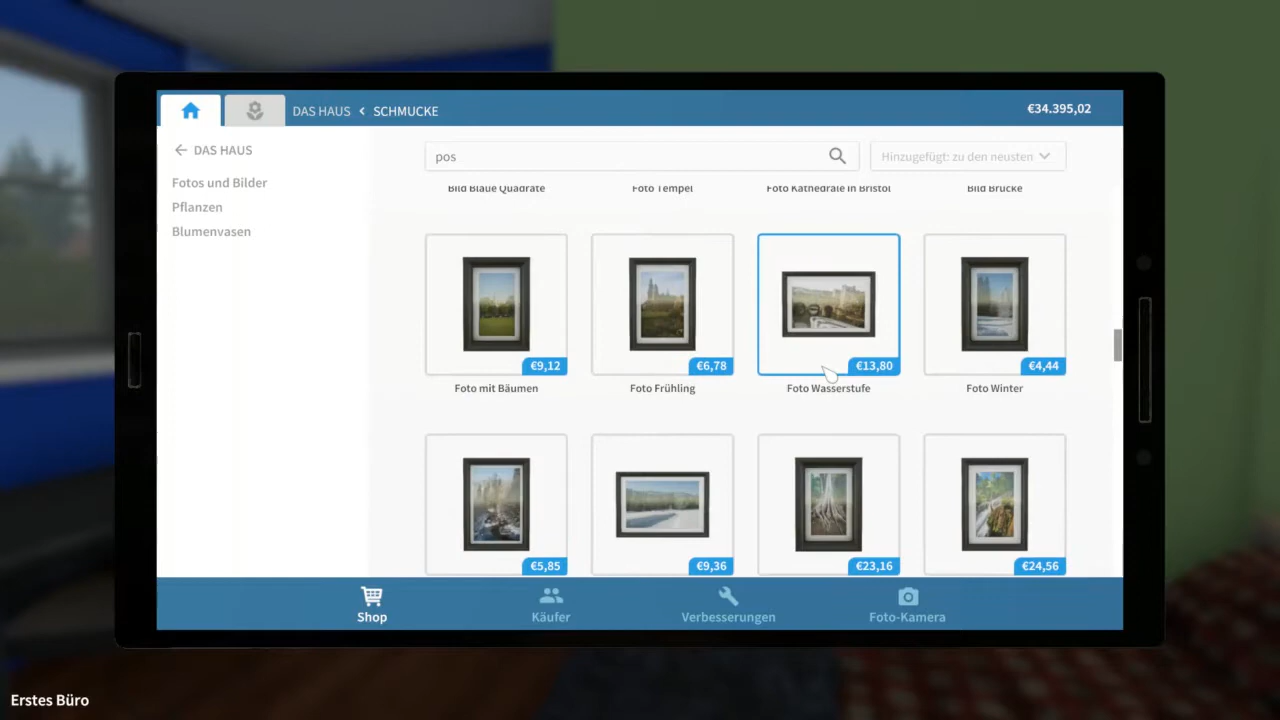 DAS HAUS < SCHMUCKE
€34.395,02
DAS HAUS
Fotos und Bilder
Pflanzen
Blumenvasen
pos
Hinzugefügt: zu den neusten
Bild Blaue Quadrate
Foto Tempel
Foto Kathedrale in Bristol
Bild Brücke
€9,12
€6,78
€13,80
€4,44
Foto mit Bäumen
Foto Frühling
Foto Wasserstufe
Foto Winter
€5,85
€9,36
€23,16
€24,56
Shop
Käufer
Verbesserungen
Foto-Kamera
Erstes Büro